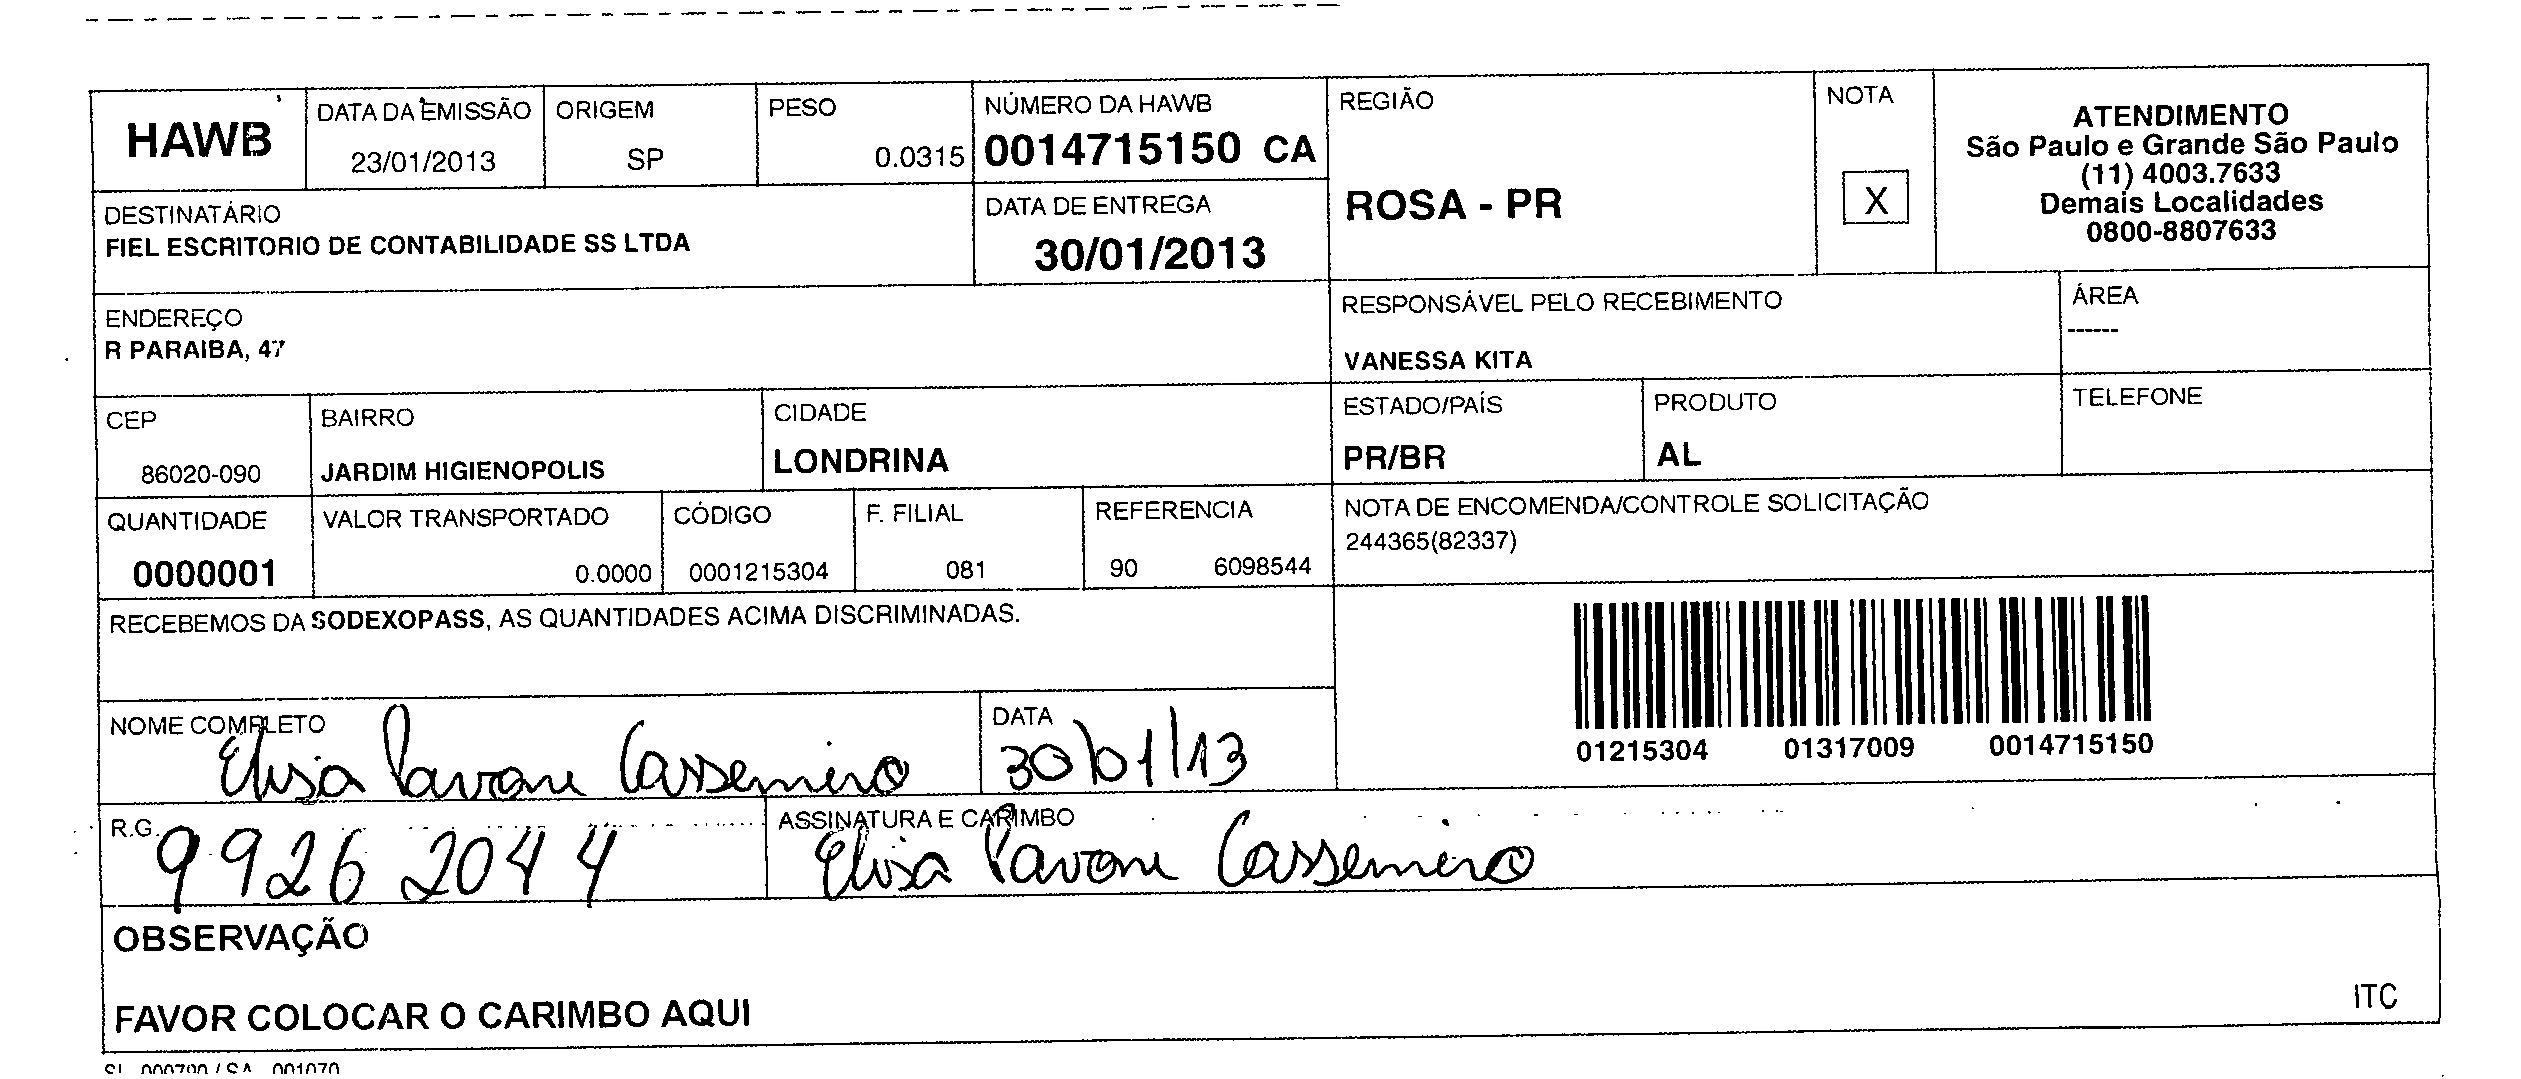 HAWB
DATA DA EMISSÃO
23/01/2013
ORIGEM
SP
PESO
0.0315
NÚMERO DA HAWB
0014715150 CA
REGIÃO
ROSA - PR
NOTA
X
ATENDIMENTO
São Paulo e Grande São Paulo
(11) 4003.7633
Demais Localidades
0800-8807633
DESTINATÁRIO
FIEL ESCRITORIO DE CONTABILIDADE SS LTDA
DATA DE ENTREGA
30/01/2013
ENDEREÇO
R PARAIBA, 47
RESPONSÁVEL PELO RECEBIMENTO
VANESSA KITA
ÁREA
------
CEP
86020-090
BAIRRO
JARDIM HIGIENOPOLIS
CIDADE
LONDRINA
ESTADO/PAÍS
PR/BR
PRODUTO
AL
TELEFONE
QUANTIDADE
0000001
VALOR TRANSPORTADO
0.0000
CÓDIGO
0001215304
F. FILIAL
081
REFERENCIA
90 6098544
NOTA DE ENCOMENDA/CONTROLE SOLICITAÇÃO
244365(82337)
RECEBEMOS DA SODEXOPASS, AS QUANTIDADES ACIMA DISCRIMINADAS.
01215304 01317009 0014715150
NOME COMPLETO
Elisa Pavone Cassemiro
DATA
30/01/13
R.G.
9926 2044
ASSINATURA E CARIMBO
Elisa Pavone Cassemiro
OBSERVAÇÃO
FAVOR COLOCAR O CARIMBO AQUI
ITC